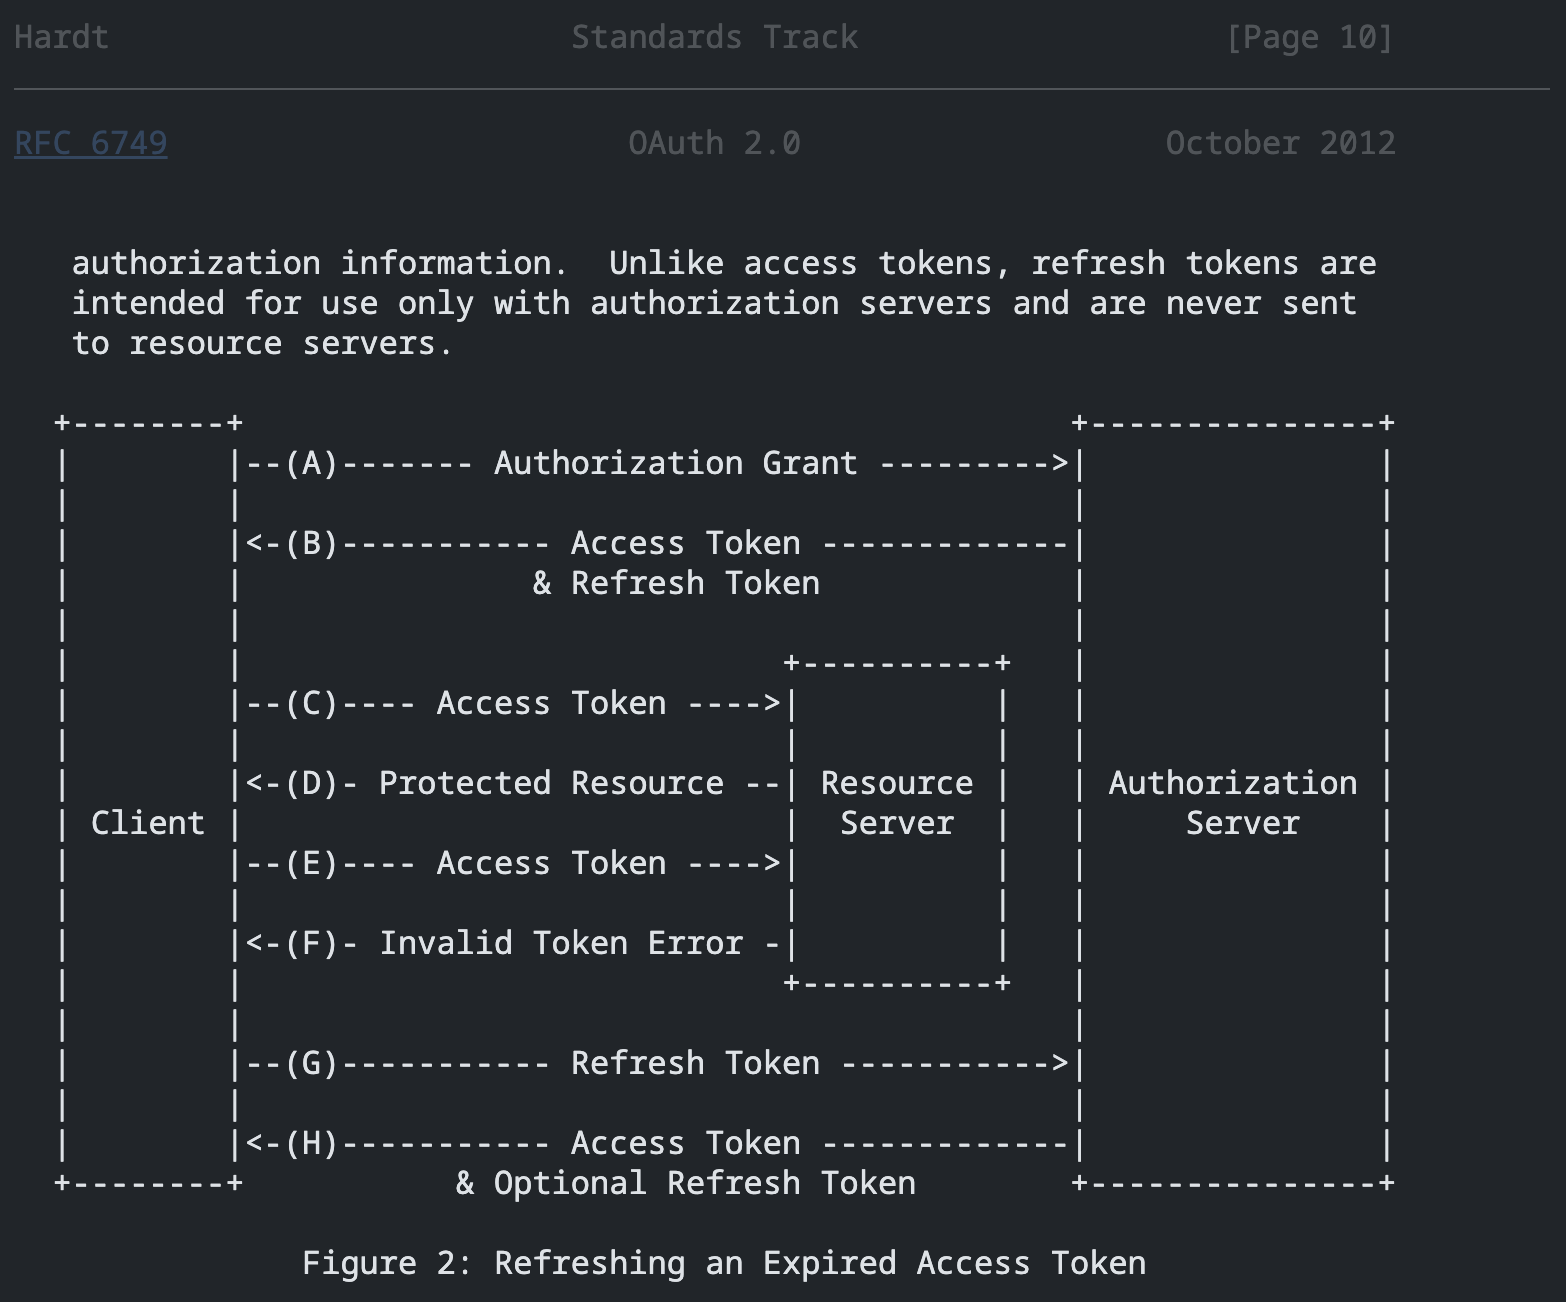 Hardt                        Standards Track                   [Page 10]
RFC 6749                        OAuth 2.0                   October 2012
   authorization information.  Unlike access tokens, refresh tokens are
   intended for use only with authorization servers and are never sent
   to resource servers.
  +--------+                                           +---------------+
  |        |--(A)------- Authorization Grant --------->|               |
  |        |                                           |               |
  |        |<-(B)----------- Access Token -------------|               |
  |        |               & Refresh Token             |               |
  |        |                                           |               |
  |        |                            +----------+   |               |
  |        |--(C)---- Access Token ---->|          |   |               |
  |        |                            |          |   |               |
  |        |<-(D)- Protected Resource --| Resource |   | Authorization |
  | Client |                            |  Server  |   |     Server    |
  |        |--(E)---- Access Token ---->|          |   |               |
  |        |                            |          |   |               |
  |        |<-(F)- Invalid Token Error -|          |   |               |
  |        |                            +----------+   |               |
  |        |                                           |               |
  |        |--(G)----------- Refresh Token ----------->|               |
  |        |                                           |               |
  |        |<-(H)----------- Access Token -------------|               |
  +--------+           & Optional Refresh Token        +---------------+
               Figure 2: Refreshing an Expired Access Token